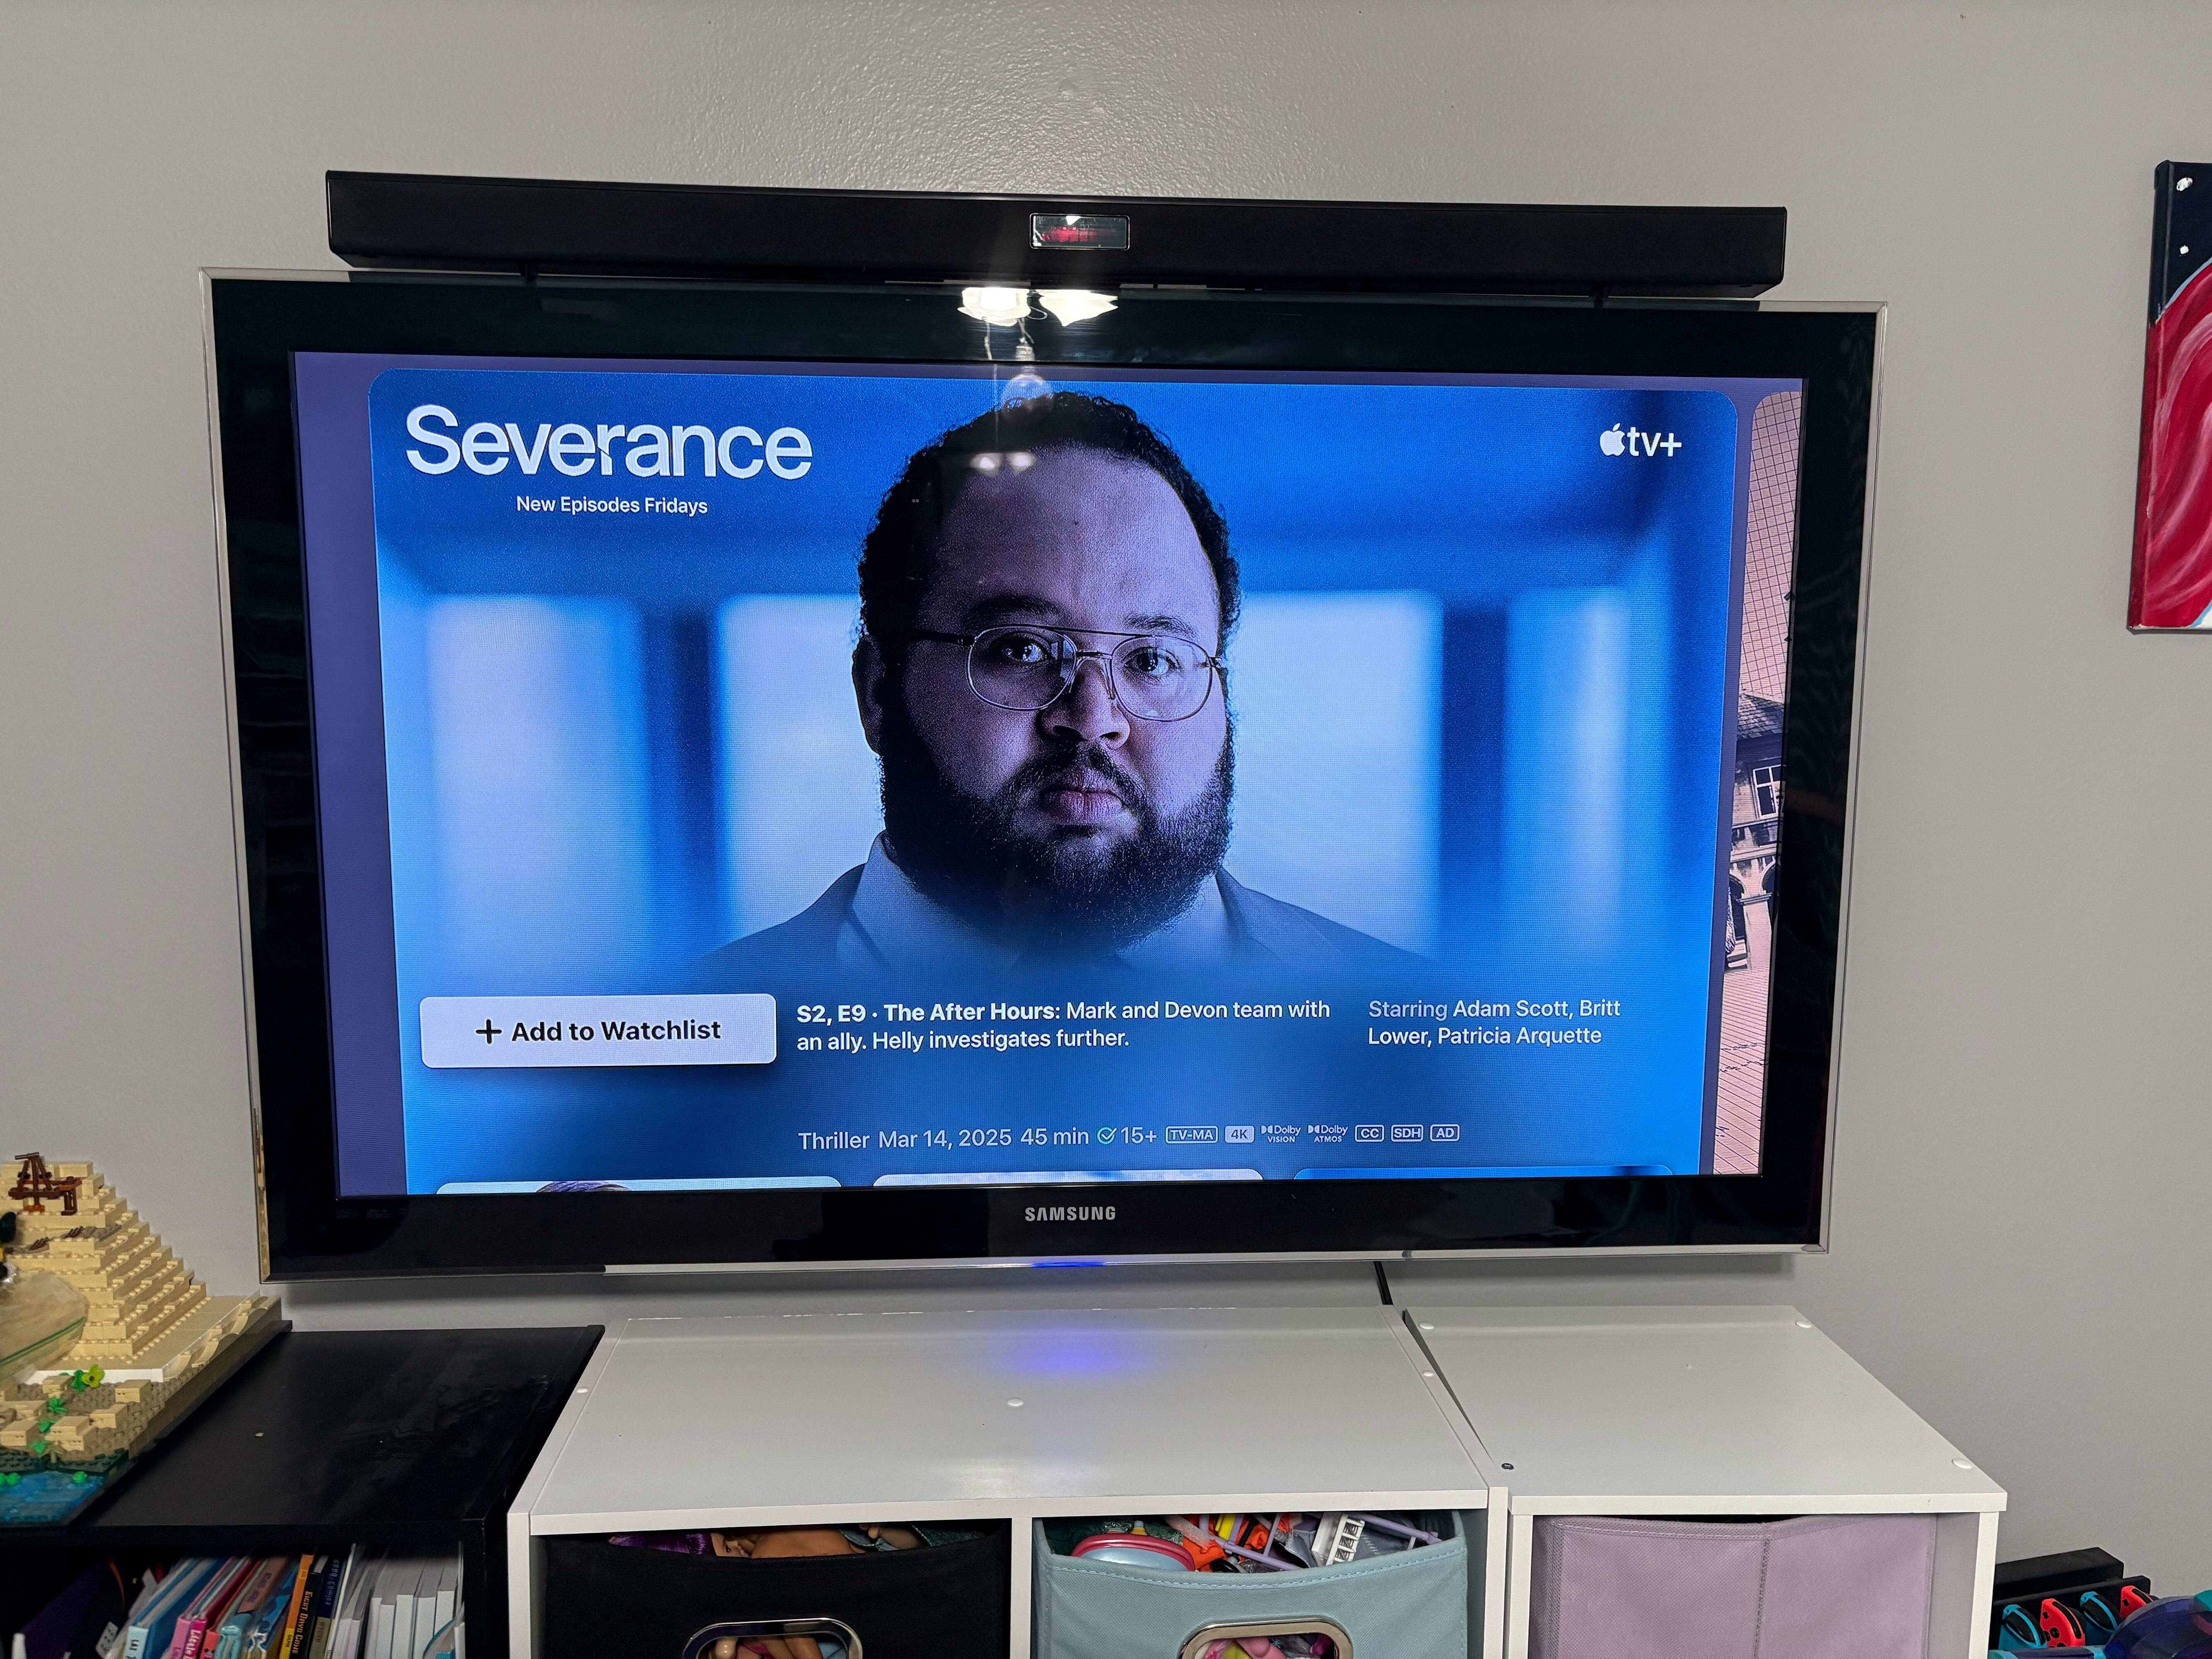 Severance
New Episodes Fridays
tv+
+ Add to Watchlist
S2, E9 · The After Hours: Mark and Devon team with
an ally. Helly investigates further.
Starring Adam Scott, Britt
Lower, Patricia Arquette
Thriller Mar 14, 2025 45 min 15+ TV-MA 4K Dolby VISION Dolby ATMOS CC SDH AD
SAMSUNG